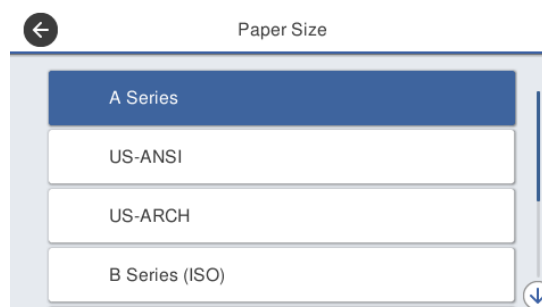 Paper Size
A Series
US-ANSI
US-ARCH
B Series (ISO)